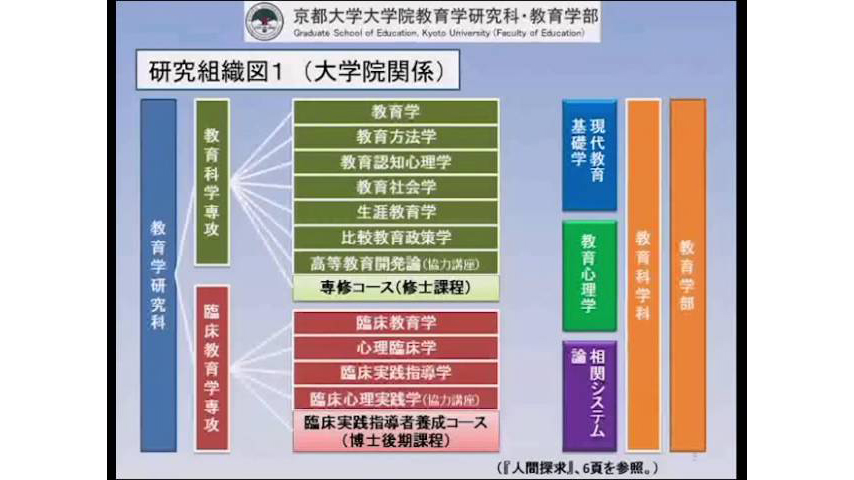 京都大学大学院教育学研究科・教育学部
Graduate School of Education, Kyoto University (Faculty of Education)
研究組織図1(大学院関係)
教育学研究科
教育科学専攻
教育学
教育方法学
教育認知心理学
教育社会学
生涯教育学
比較教育政策学
高等教育開発論(協力講座)
専修コース(修士課程)
臨床教育学専攻
臨床教育学
心理臨床学
臨床実践指導学
臨床心理実践学(協力講座)
臨床実践指導者養成コース
(博士後期課程)
現代教育
基礎学
教育心理学
相関システム
論
教育科学科
教育学部
(『人間探求』、6頁を参照。)